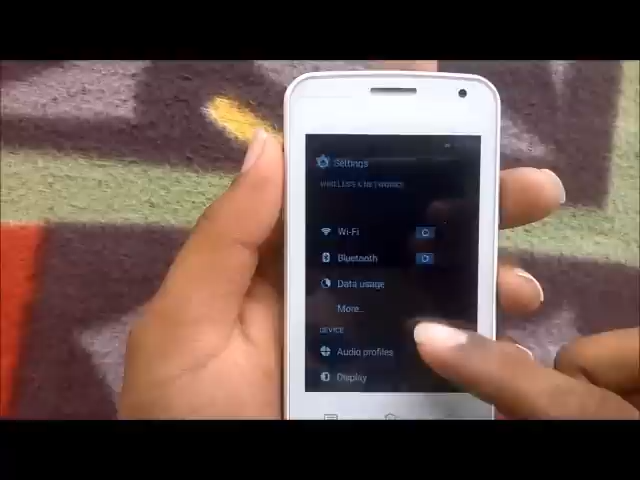 Settings
WIRELESS & NETWORKS
Wi-Fi
Bluetooth
Data usage
More...
DEVICE
Audio profiles
Display